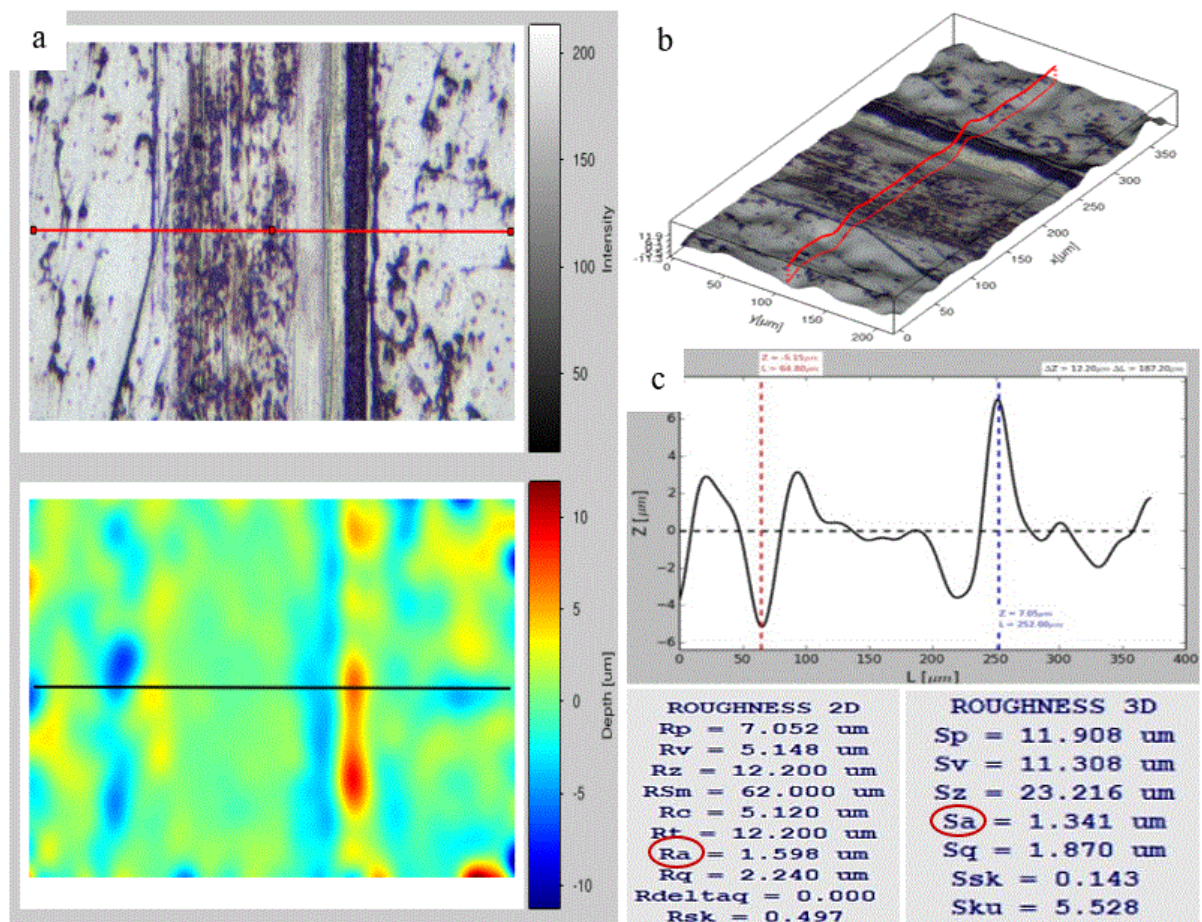 a
200
150
100
50
Intensity
10
5
0
-5
-10
Depth [um]
b
11.9
-11.3
0
50
100
150
200
y[μm]
0
50
100
150
200
250
300
350
x[μm]
c
Z = -5.15μm
L = 64.80μm
ΔZ = 12.20μm ΔL = 187.20μm
6
4
2
0
-2
-4
-6
Z [μm]
Z = 7.05μm
L = 252.00μm
0 50 100 150 200 250 300 350 400
L [μm]
ROUGHNESS 2D
Rp = 7.052 um
Rv = 5.148 um
Rz = 12.200 um
RSm = 62.000 um
Rc = 5.120 um
Rt = 12.200 um
Ra = 1.598 um
Rq = 2.240 um
Rdeltaq = 0.000
Rsk = 0.497
ROUGHNESS 3D
Sp = 11.908 um
Sv = 11.308 um
Sz = 23.216 um
Sa = 1.341 um
Sq = 1.870 um
Ssk = 0.143
Sku = 5.528